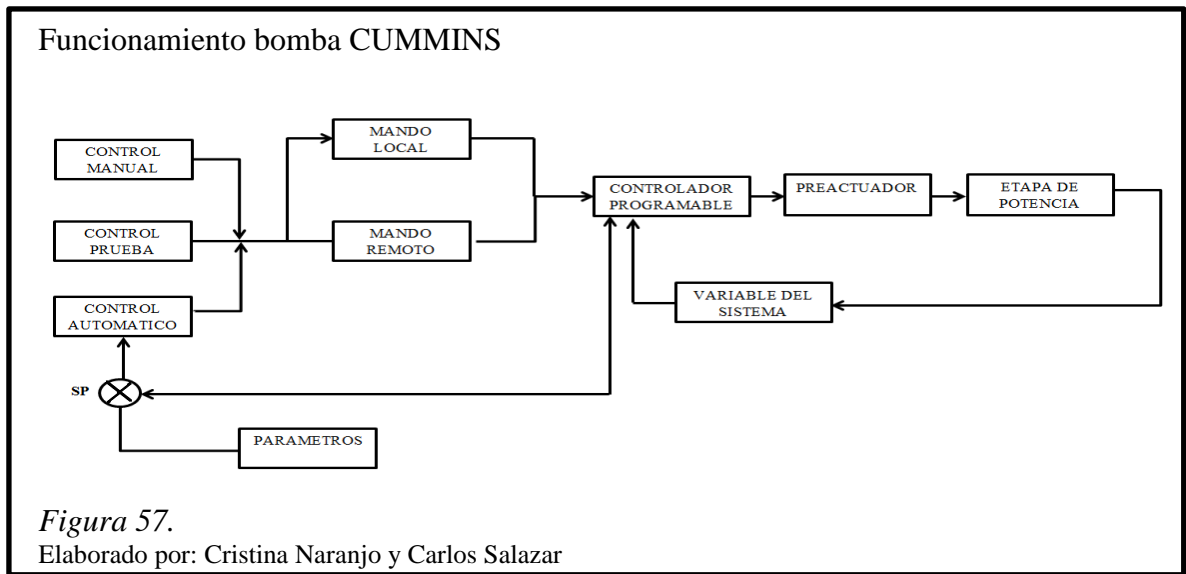 Funcionamiento bomba CUMMINS
CONTROL
MANUAL
CONTROL
PRUEBA
CONTROL
AUTOMATICO
SP
PARAMETROS
MANDO
LOCAL
MANDO
REMOTO
CONTROLADOR
PROGRAMABLE
PREACTUADOR
ETAPA DE
POTENCIA
VARIABLE DEL
SISTEMA
Figura 57.
Elaborado por: Cristina Naranjo y Carlos Salazar